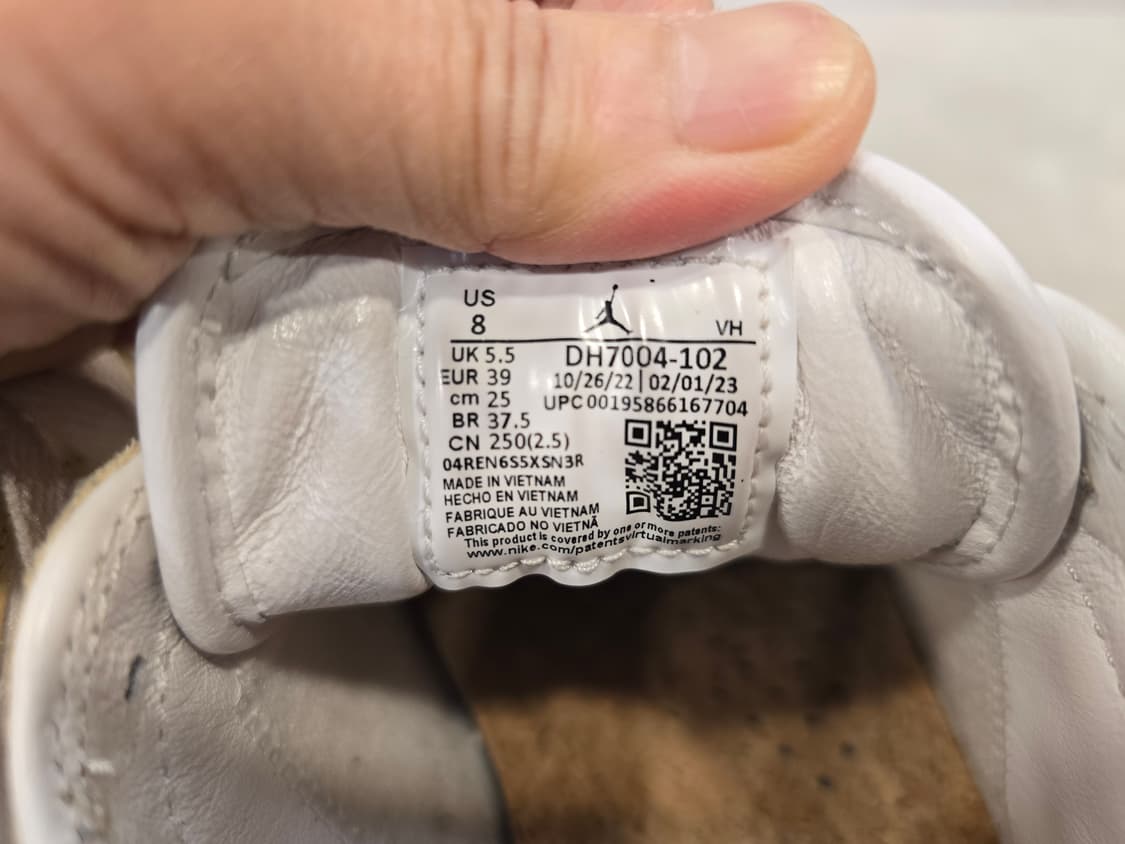 US
8
VH
UK 5.5
DH7004-102
EUR 39
10/26/22 | 02/01/23
cm 25
UPC 00195866167704
BR 37.5
CN 250(2.5)
04REN6S5XSN3R
MADE IN VIETNAM
HECHO EN VIETNAM
FABRIQUE AU VIETNAM
FABRICADO NO VIETNÃ
This product is covered by one or more patents:
www.nike.com/patentsvirtualmarking